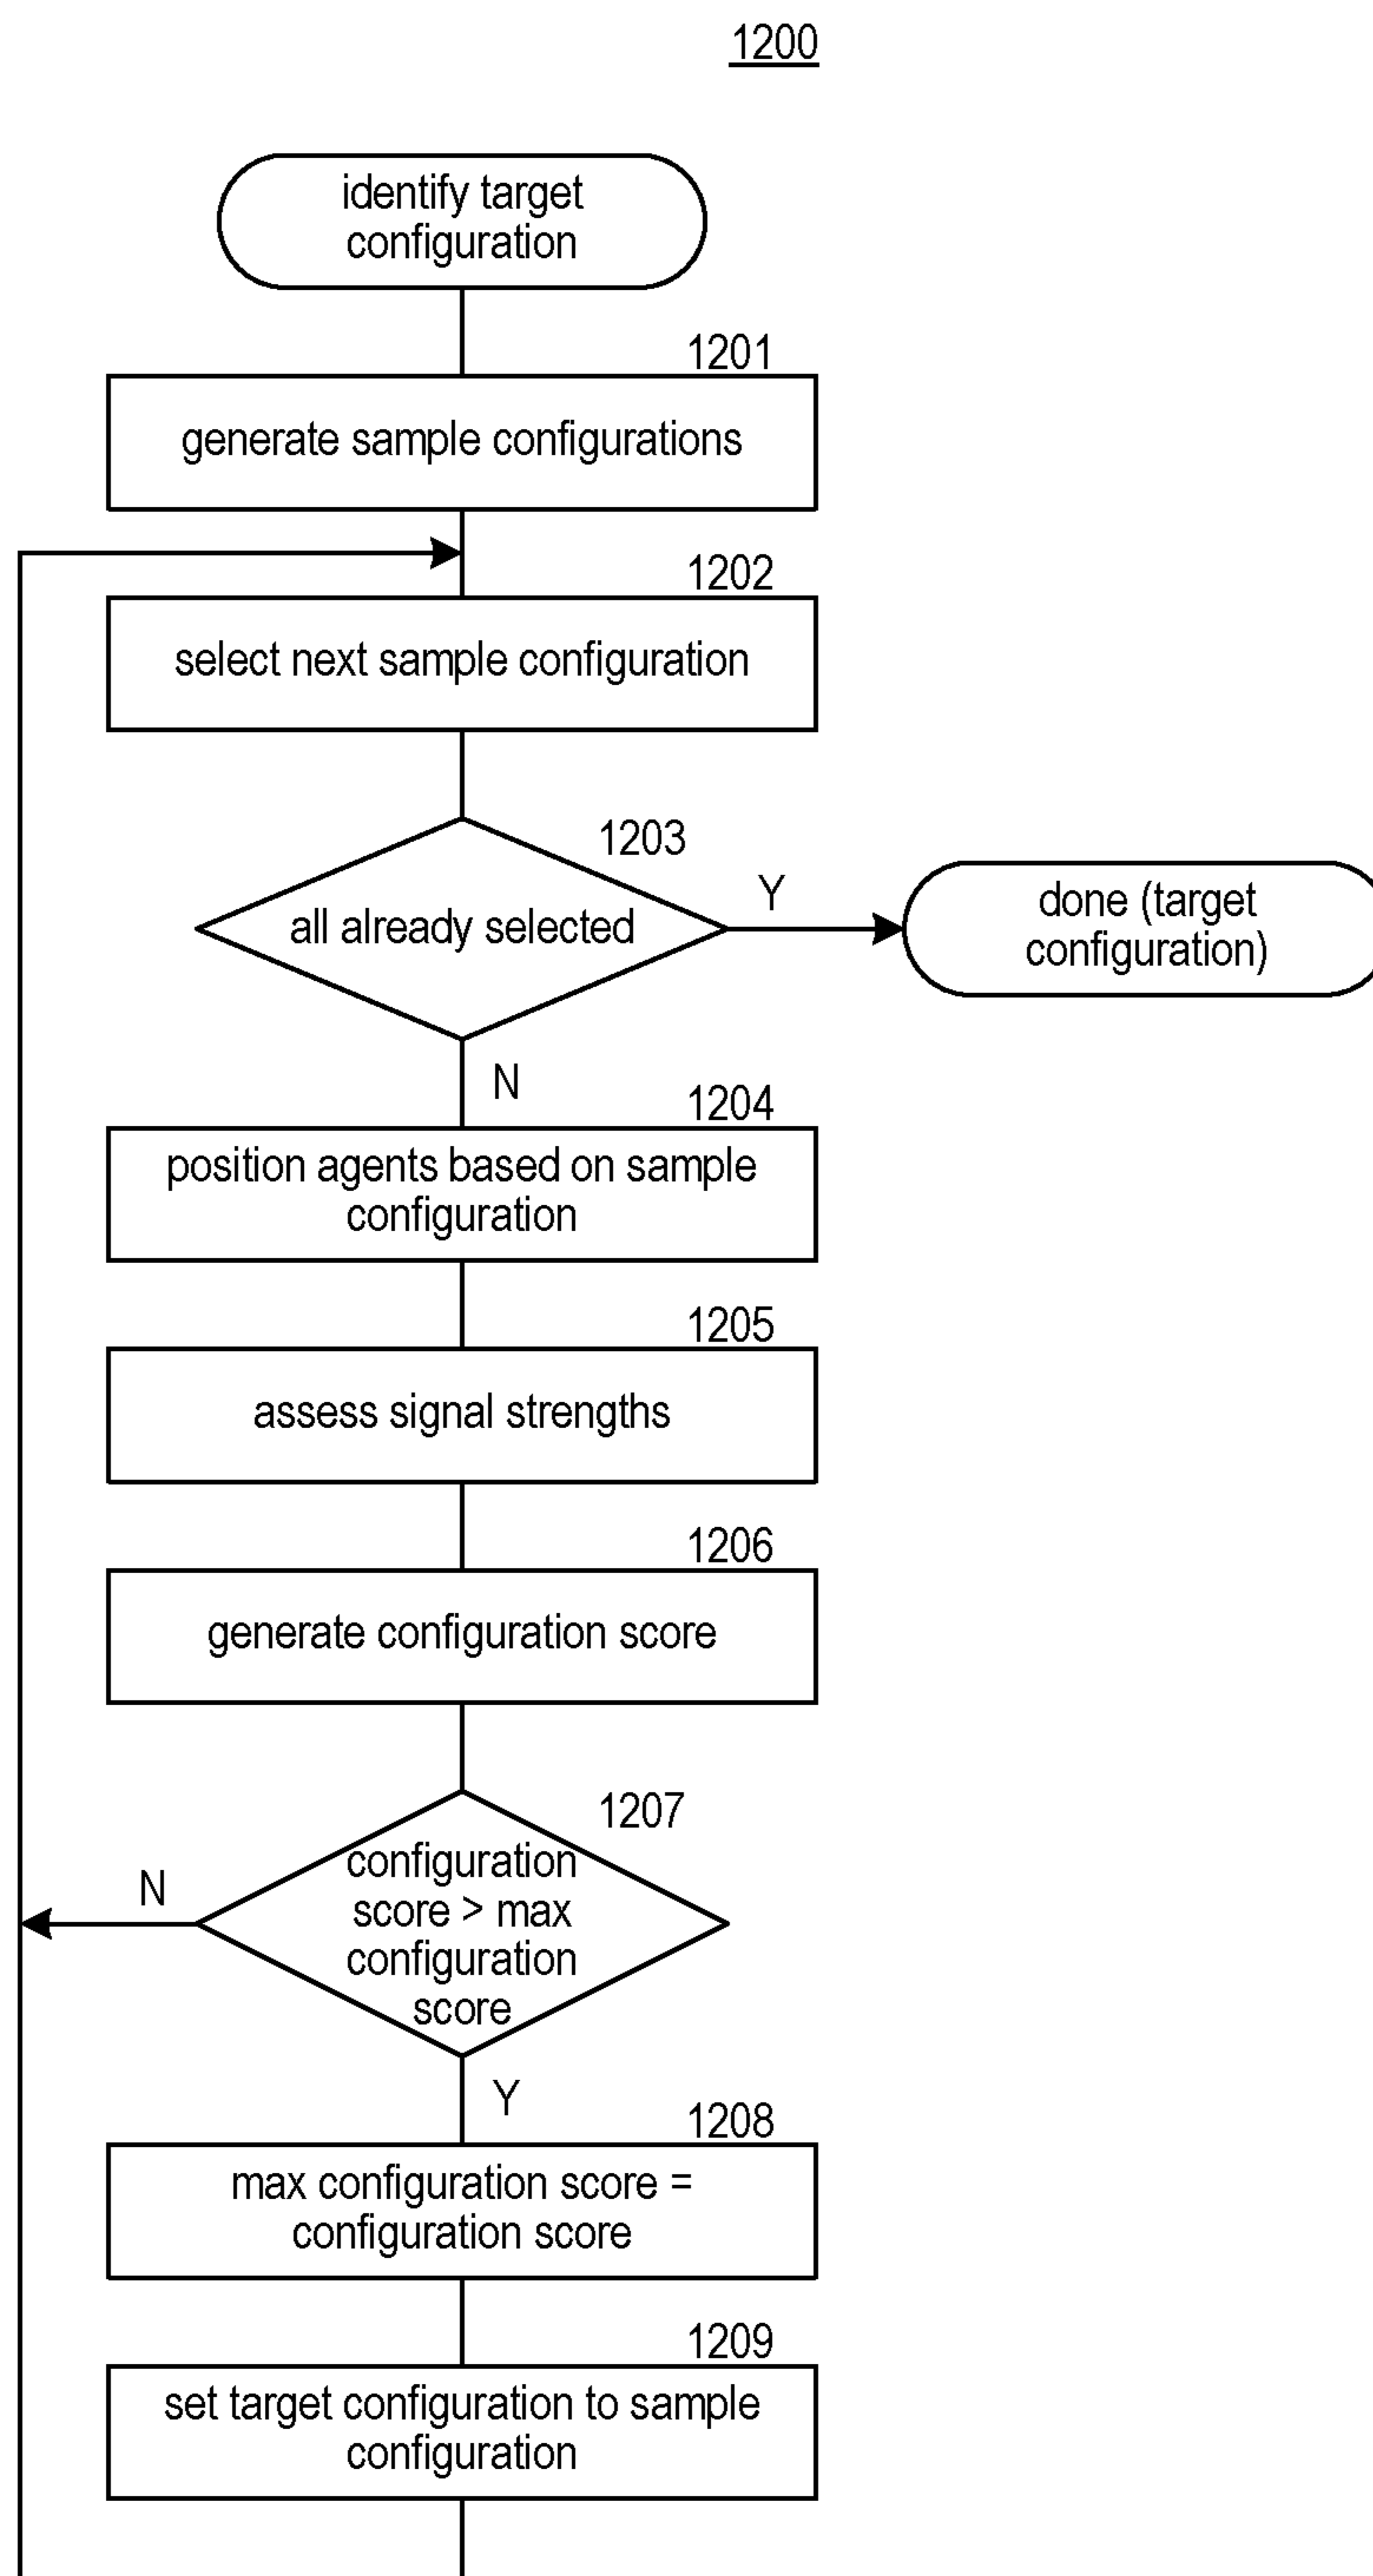 1200
identify target
configuration
1201
generate sample configurations
1202
select next sample configuration
1203
all already selected
Y
done (target
configuration)
N
1204
position agents based on sample
configuration
1205
assess signal strengths
1206
generate configuration score
1207
configuration
score > max
configuration
score
N
Y
1208
max configuration score =
configuration score
1209
set target configuration to sample
configuration